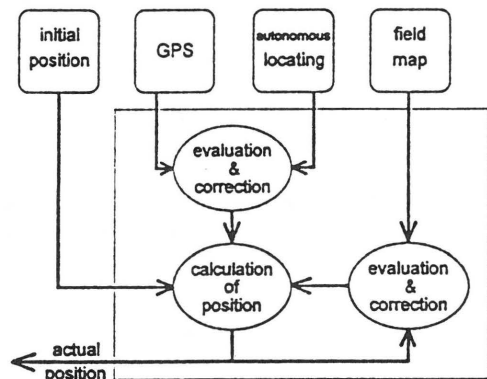 initial
position
GPS
autonomous
locating
field
map
evaluation
&
correction
calculation
of
position
evaluation
&
correction
actual
position